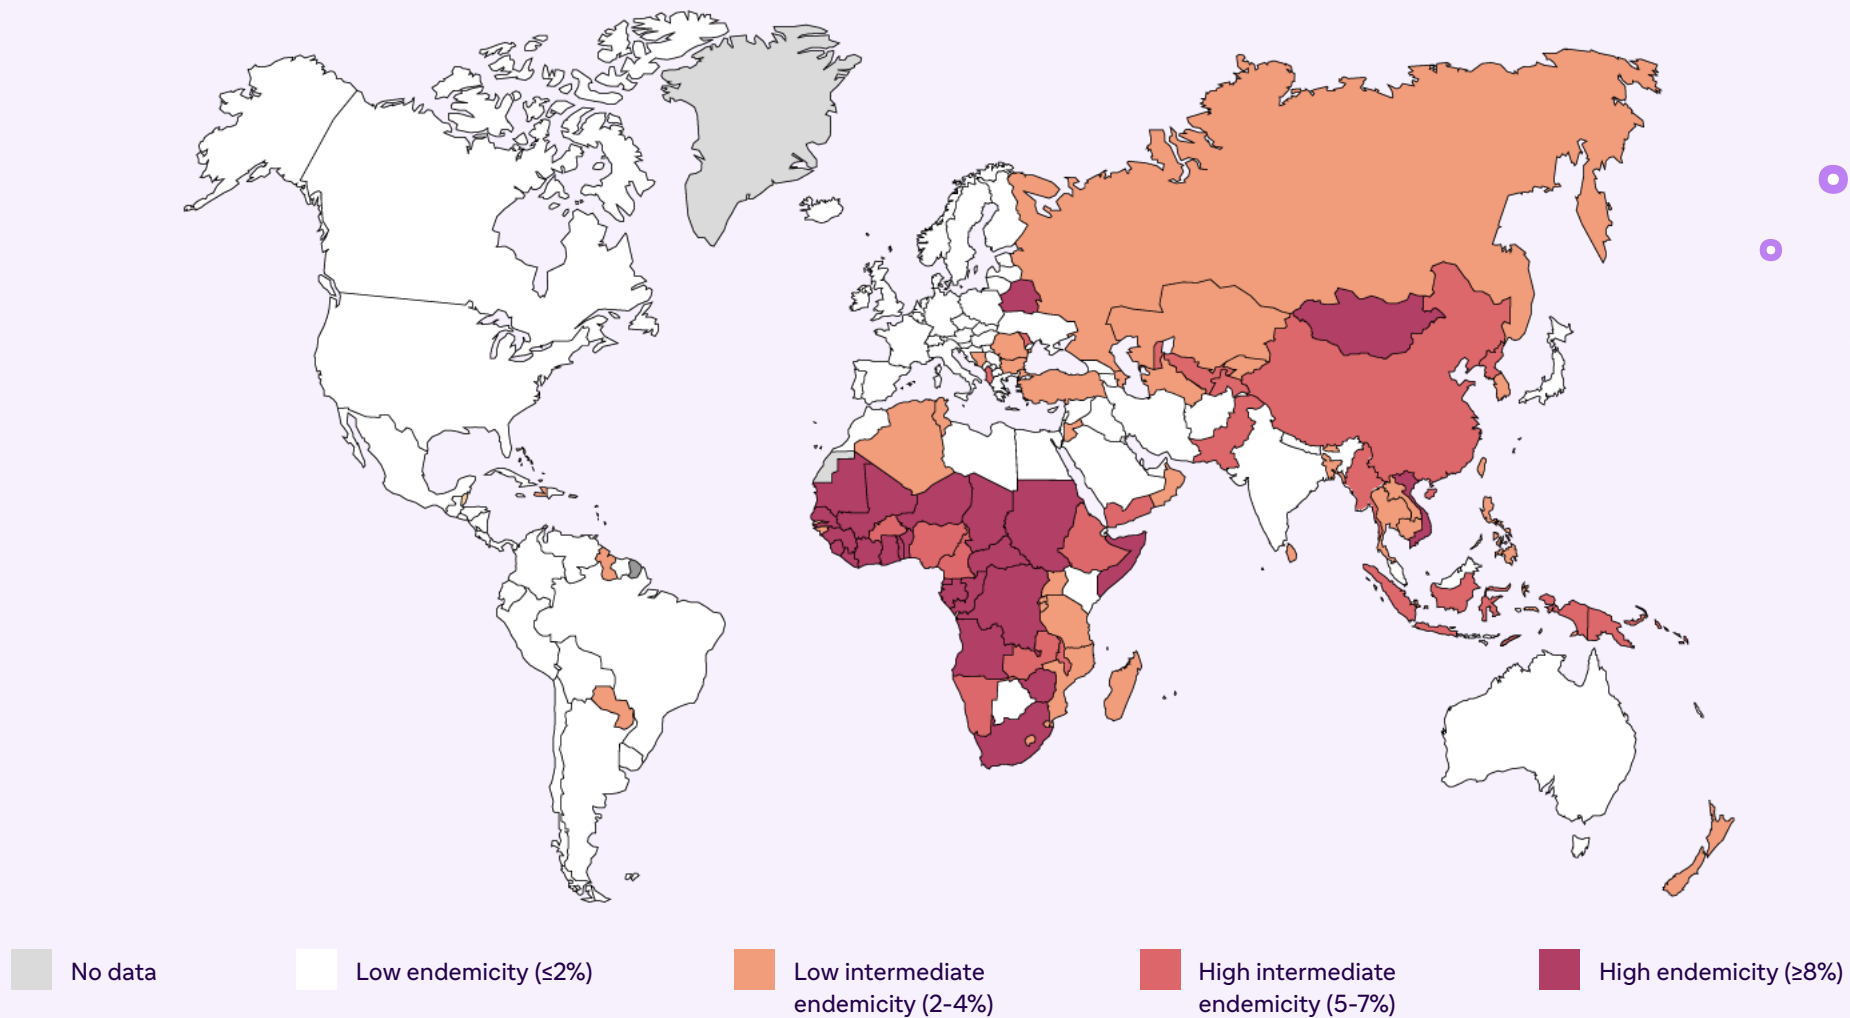 No data
Low endemicity (≤2%)
Low intermediate
endemicity (2-4%)
High intermediate
endemicity (5-7%)
High endemicity (≥8%)